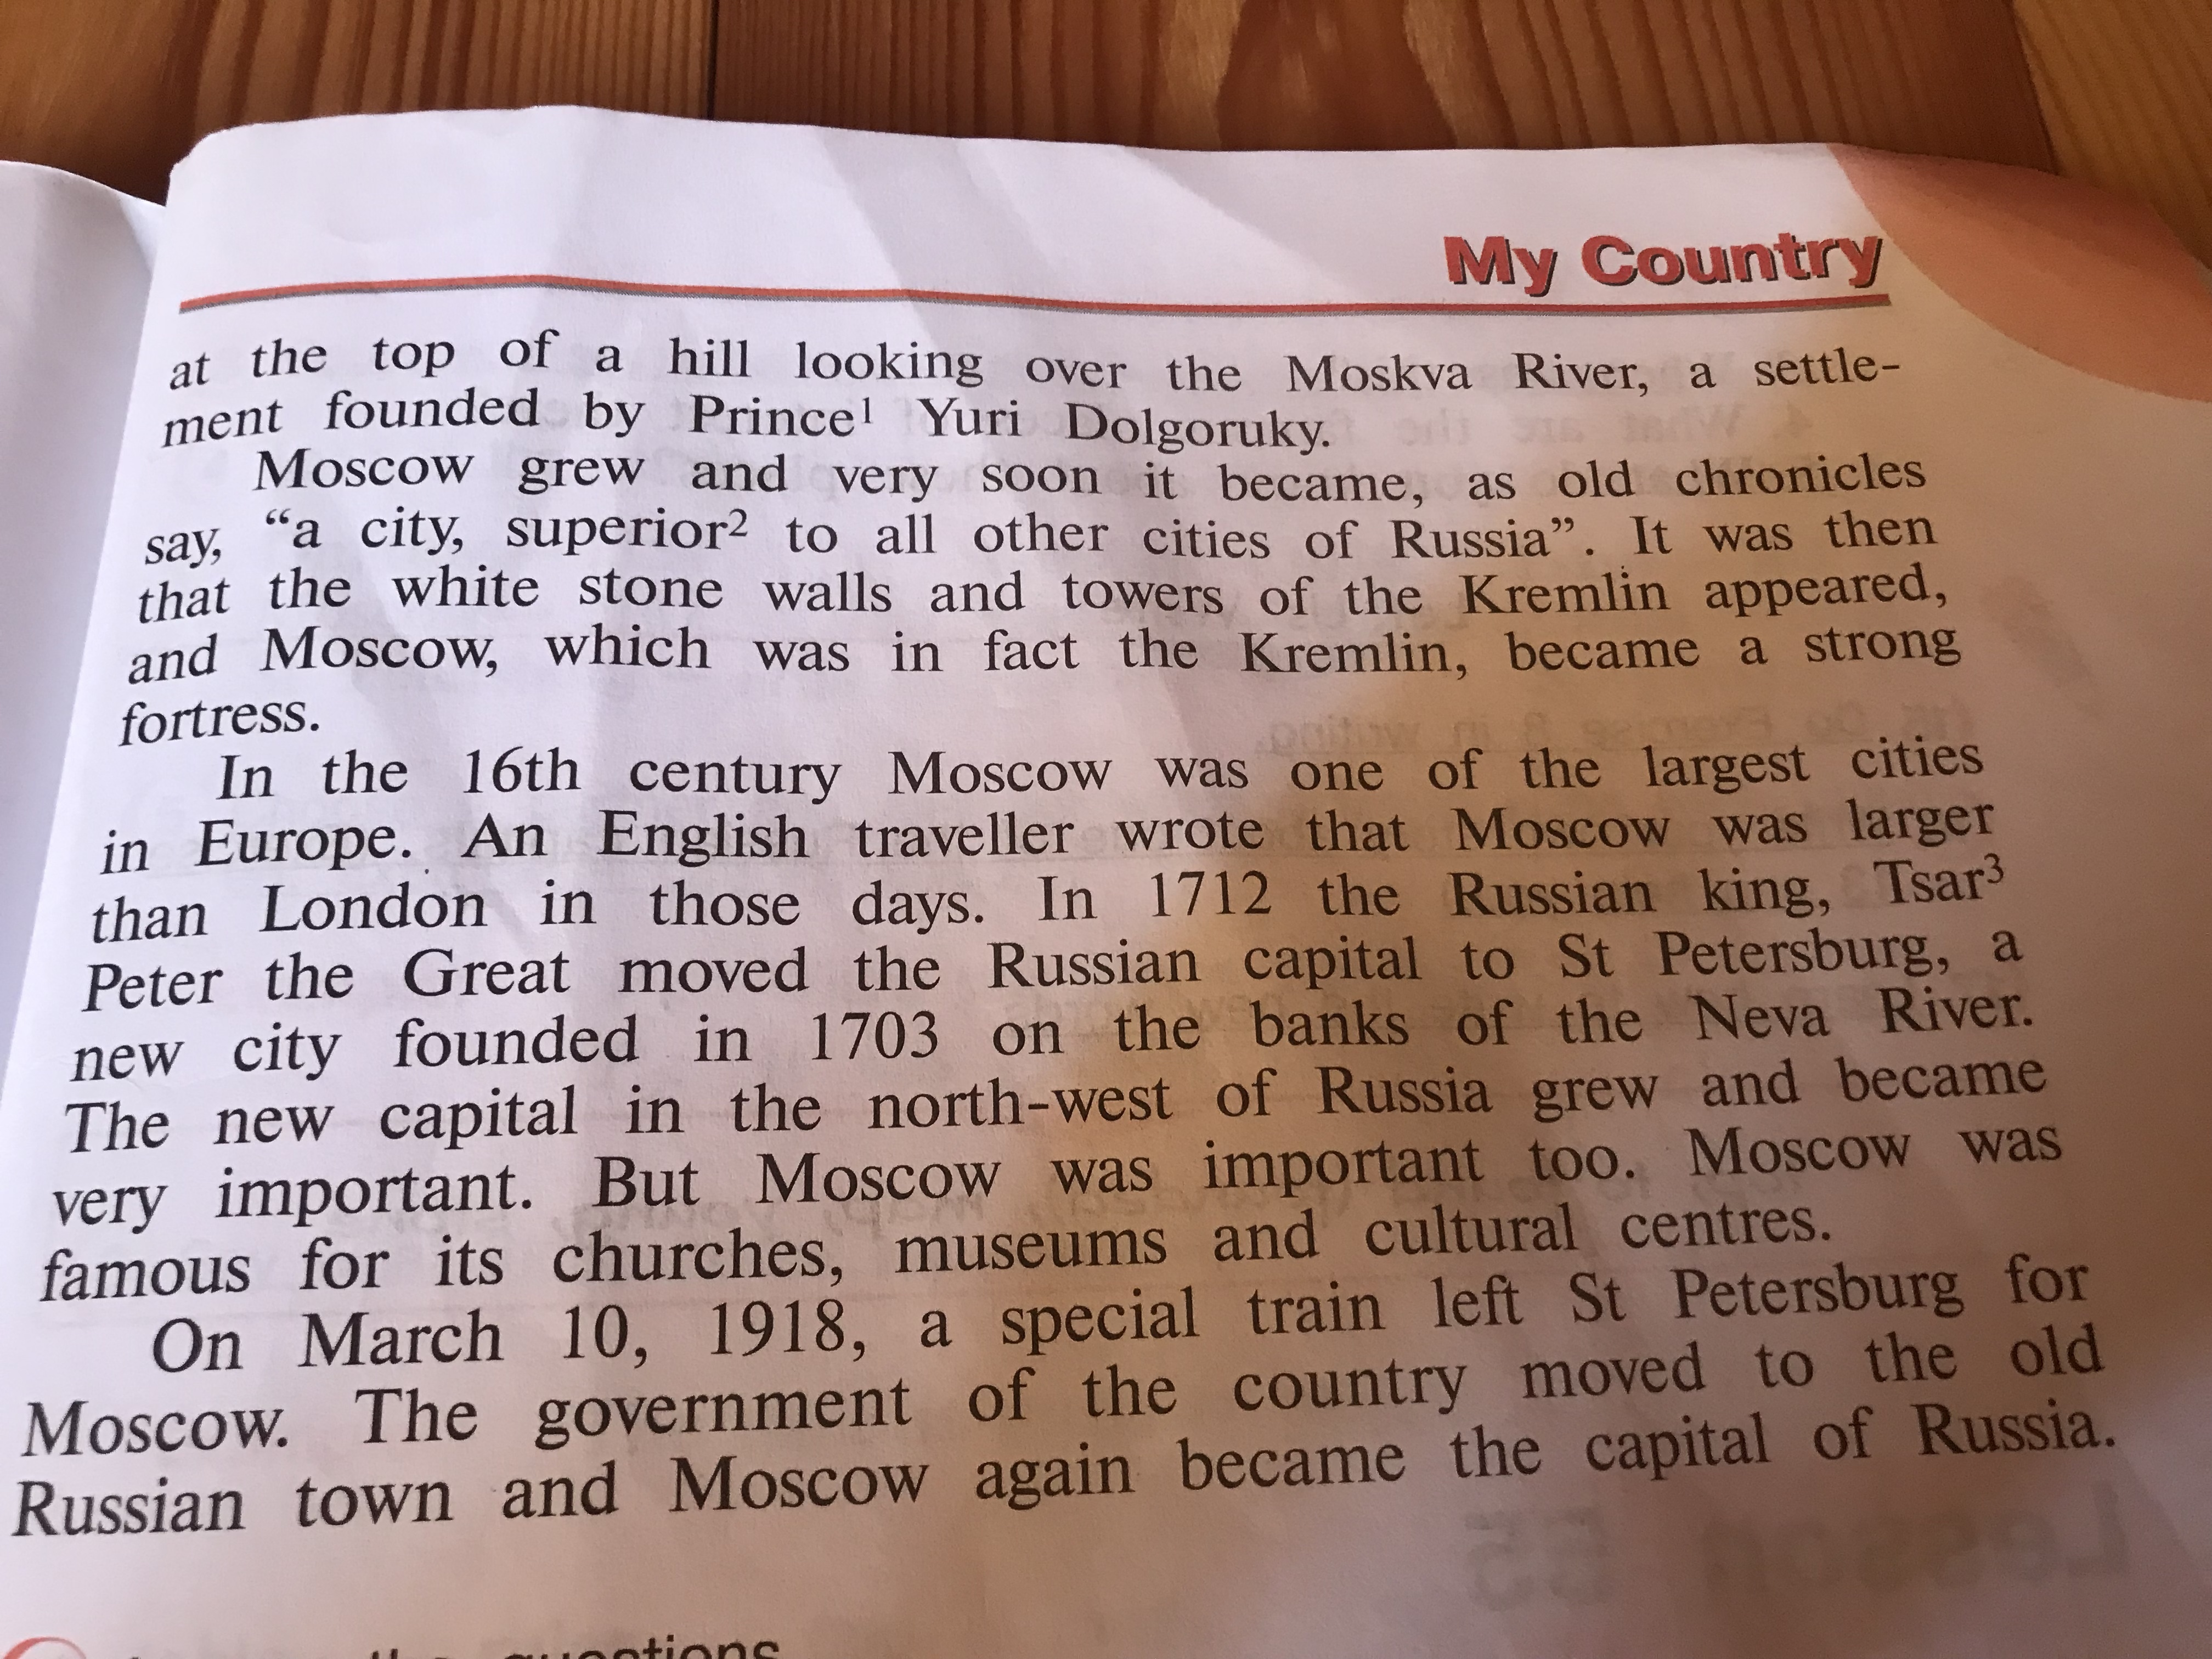 My Country
at the top of a hill looking over the Moskva River, a settle-
ment founded by Prince¹ Yuri Dolgoruky.
Moscow grew and very soon it became, as old chronicles
say, “a city, superior² to all other cities of Russia”. It was then
that the white stone walls and towers of the Kremlin appeared,
and Moscow, which was in fact the Kremlin, became a strong
fortress.
In the 16th century Moscow was one of the largest cities
in Europe. An English traveller wrote that Moscow was larger
than London in those days. In 1712 the Russian king, Tsar³
Peter the Great moved the Russian capital to St Petersburg, a
new city founded in 1703 on the banks of the Neva River.
The new capital in the north-west of Russia grew and became
very important. But Moscow was important too. Moscow was
famous for its churches, museums and cultural centres.
On March 10, 1918, a special train left St Petersburg for
Moscow. The government of the country moved to the old
Russian town and Moscow again became the capital of Russia.
questions